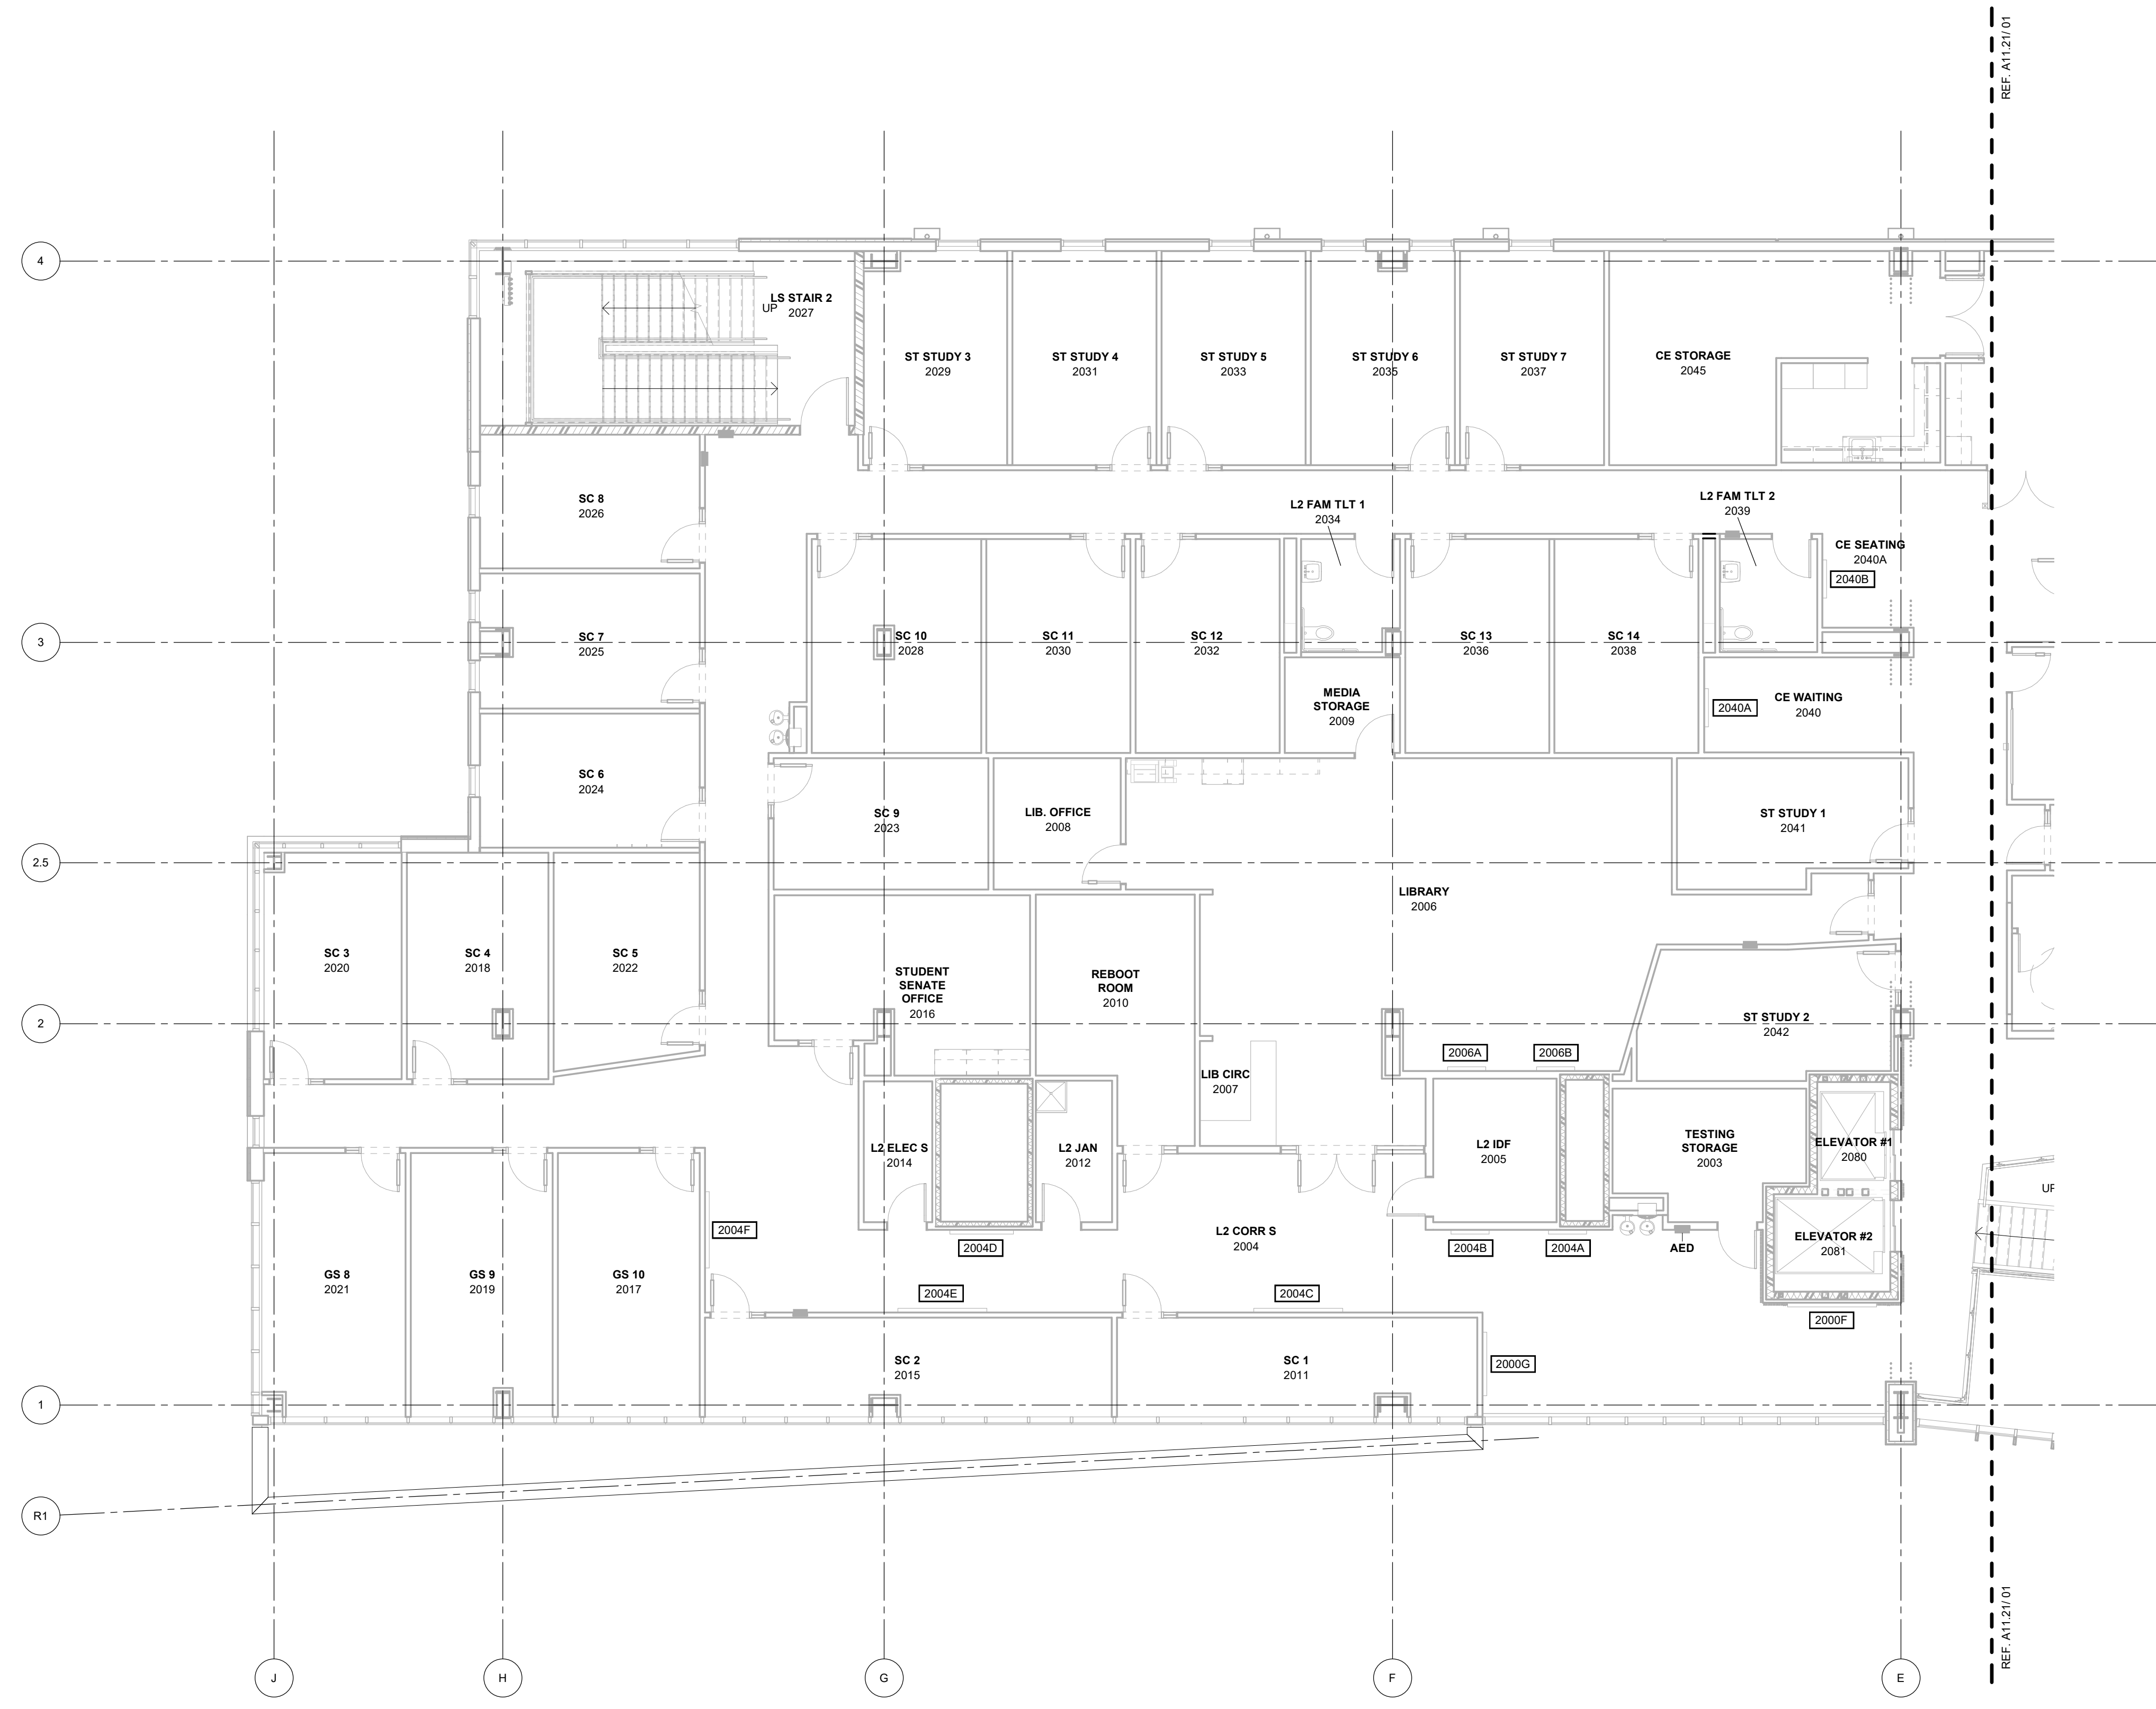 REF. A11.21/ 01
4
LS STAIR 2
UP
2027
ST STUDY 3
2029
ST STUDY 4
2031
ST STUDY 5
2033
ST STUDY 6
2035
ST STUDY 7
2037
CE STORAGE
2045
SC 8
2026
L2 FAM TLT 1
2034
L2 FAM TLT 2
2039
CE SEATING
2040A
2040B
3
SC 7
2025
SC 10
2028
SC 11
2030
SC 12
2032
SC 13
2036
SC 14
2038
MEDIA
STORAGE
2009
CE WAITING
2040
2040A
SC 6
2024
SC 9
2023
LIB. OFFICE
2008
ST STUDY 1
2041
2.5
LIBRARY
2006
SC 3
2020
SC 4
2018
SC 5
2022
STUDENT
SENATE
OFFICE
2016
REBOOT
ROOM
2010
2
ST STUDY 2
2042
2006A
2006B
LIB CIRC
2007
L2 ELEC S
2014
L2 JAN
2012
L2 IDF
2005
TESTING
STORAGE
2003
ELEVATOR #1
2080
UP
2004F
2004D
L2 CORR S
2004
2004B
2004A
AED
ELEVATOR #2
2081
GS 8
2021
GS 9
2019
GS 10
2017
2004E
2004C
2000F
SC 2
2015
SC 1
2011
2000G
1
R1
REF. A11.21/ 01
J
H
G
F
E